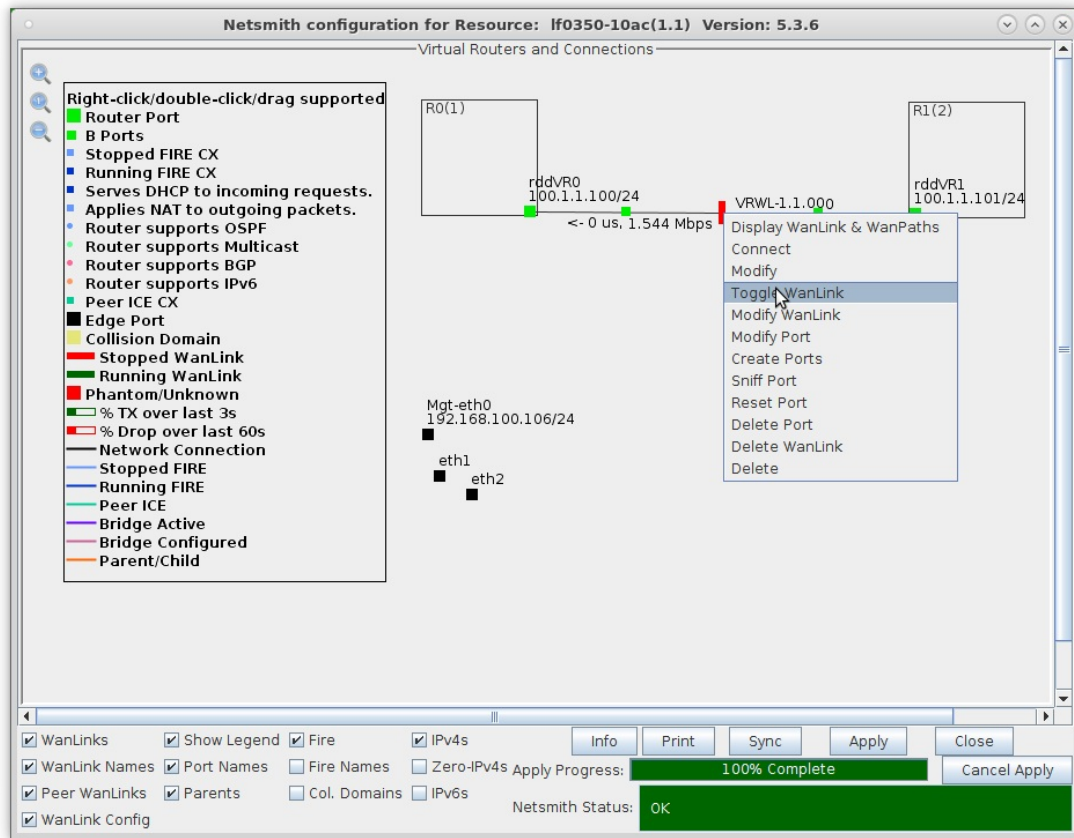 Netsmith configuration for Resource: lf0350-10ac(1.1) Version: 5.3.6
Virtual Routers and Connections
Right-click/double-click/drag supported
Router Port
B Ports
Stopped FIRE CX
Running FIRE CX
Serves DHCP to incoming requests.
Applies NAT to outgoing packets.
Router supports OSPF
Router supports Multicast
Router supports BGP
Router supports IPv6
Peer ICE CX
Edge Port
Collision Domain
Stopped WanLink
Running WanLink
Phantom/Unknown
% TX over last 3s
% Drop over last 60s
Network Connection
Stopped FIRE
Running FIRE
Peer ICE
Bridge Active
Bridge Configured
Parent/Child
R0(1)
rddVR0
100.1.1.100/24
<- 0 us, 1.544 Mbps
VRWL-1.1.000
R1(2)
rddVR1
100.1.1.101/24
Display WanLink & WanPaths
Connect
Modify
Toggle WanLink
Modify WanLink
Modify Port
Create Ports
Sniff Port
Reset Port
Delete Port
Delete WanLink
Delete
Mgt-eth0
192.168.100.106/24
eth1
eth2
WanLinks Show Legend Fire IPv4s Info Print Sync Apply Close
WanLink Names Port Names Fire Names Zero-IPv4s Apply Progress: 100% Complete Cancel Apply
Peer WanLinks Parents Col. Domains IPv6s Netsmith Status: OK
WanLink Config